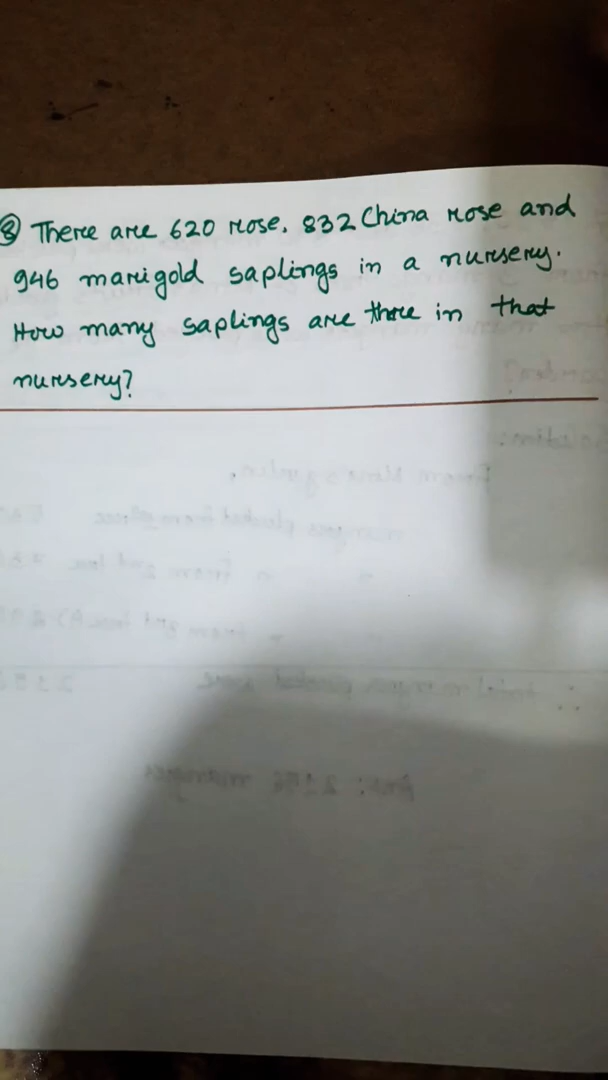 ③ There are 620 rose, 832 China rose and
946 marigold saplings in a nursery.
How many saplings are there in that
nursery?